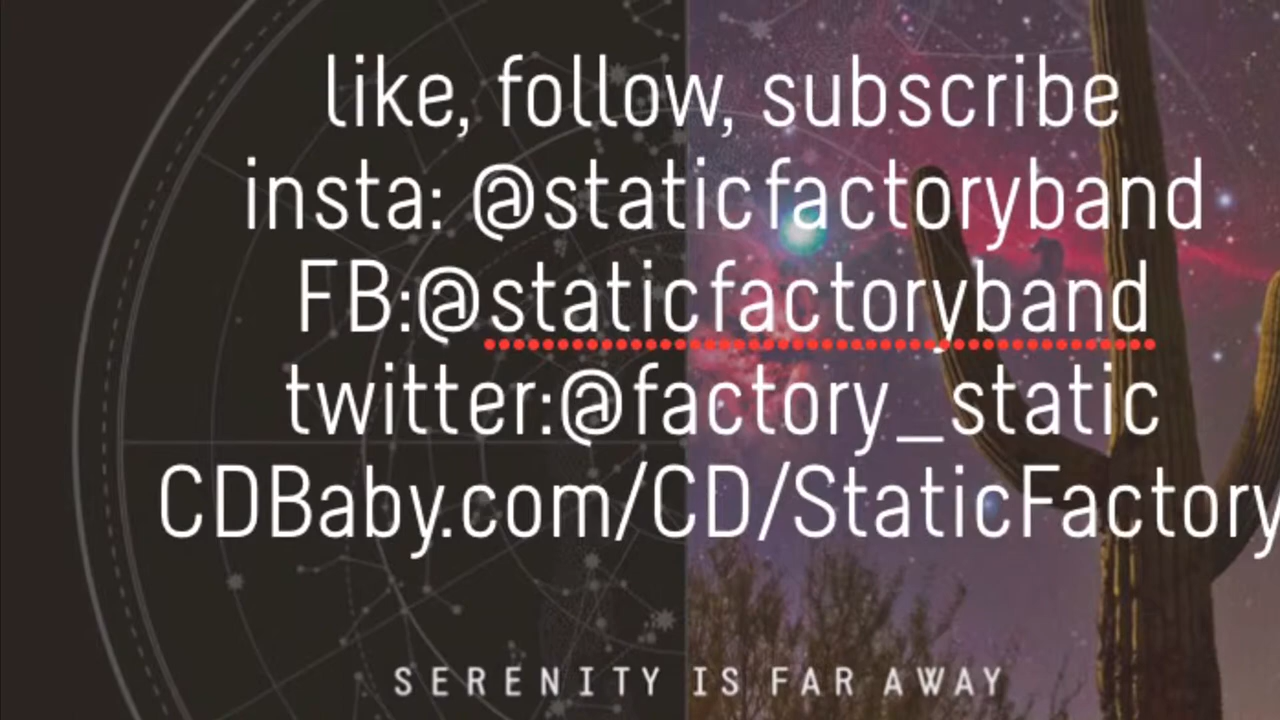 like, follow, subscribe
insta: @staticfactoryband
FB:@staticfactoryband
twitter:@factory_static
CDBaby.com/CD/StaticFactory
SERENITY IS FAR AWAY